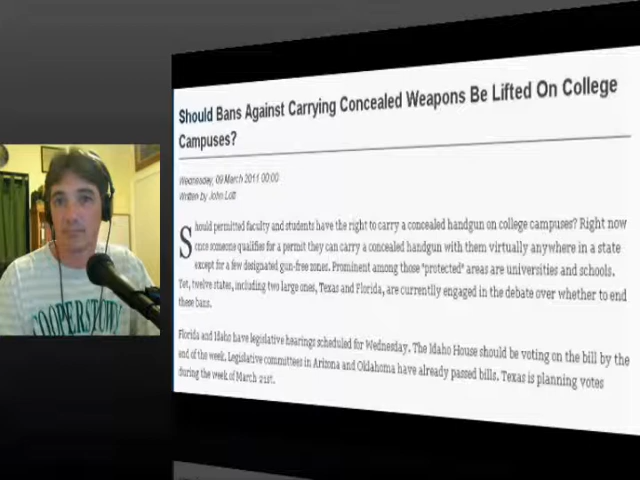 Should Bans Against Carrying Concealed Weapons Be Lifted On College
Campuses?
Wednesday, 09 March 2011 00:00
Written by John Lott
Should permitted faculty and students have the right to carry a concealed handgun on college campuses? Right now
once someone qualifies for a permit they can carry a concealed handgun with them virtually anywhere in a state
except for a few designated gun-free zones. Prominent among those "protected" areas are universities and schools.
Yet, twelve states, including two large ones, Texas and Florida, are currently engaged in the debate over whether to end
these bans.
Florida and Idaho have legislative hearings scheduled for Wednesday. The Idaho House should be voting on the bill by the
end of the week. Legislative committees in Arizona and Oklahoma have already passed bills. Texas is planning votes
during the week of March 21st.
COOPERSTOWN